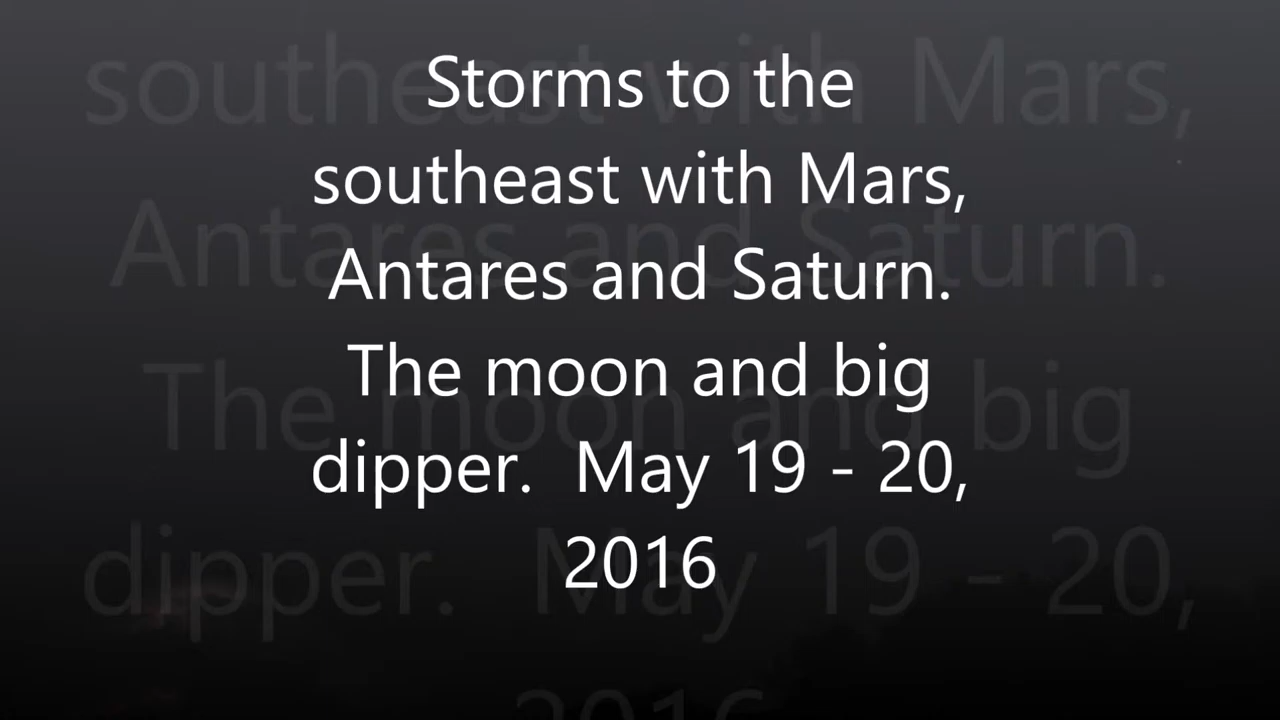 Storms to the
southeast with Mars,
Antares and Saturn.
The moon and big
dipper.  May 19 - 20,
2016